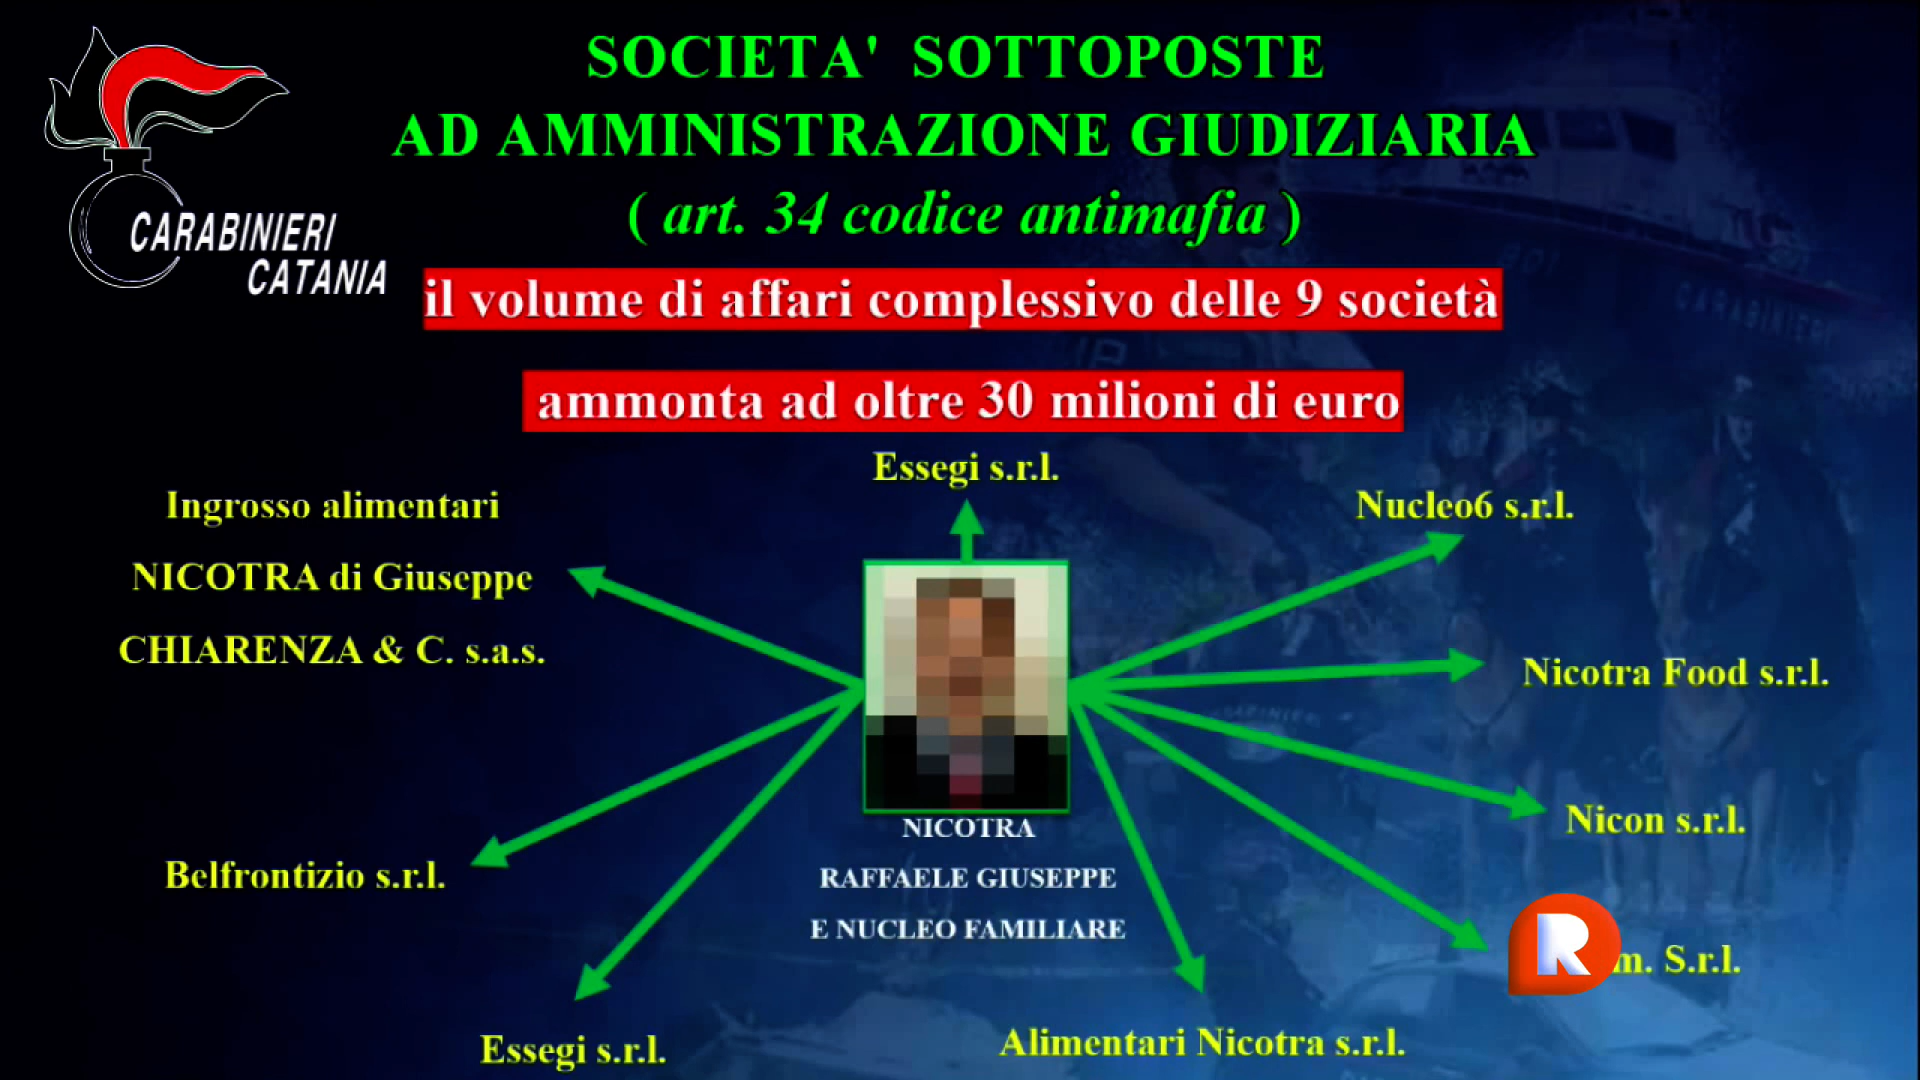 SOCIETA' SOTTOPOSTE
AD AMMINISTRAZIONE GIUDIZIARIA
( art. 34 codice antimafia )
CARABINIERI
CATANIA
il volume di affari complessivo delle 9 società
ammonta ad oltre 30 milioni di euro
Essegi s.r.l.
Ingrosso alimentari
NICOTRA di Giuseppe
CHIARENZA & C. s.a.s.
Nucleo6 s.r.l.
Nicotra Food s.r.l.
Nicon s.r.l.
NICOTRA
RAFFAELE GIUSEPPE
E NUCLEO FAMILIARE
Belfrontizio s.r.l.
R
m. S.r.l.
Essegi s.r.l.
Alimentari Nicotra s.r.l.
CARABINIERI